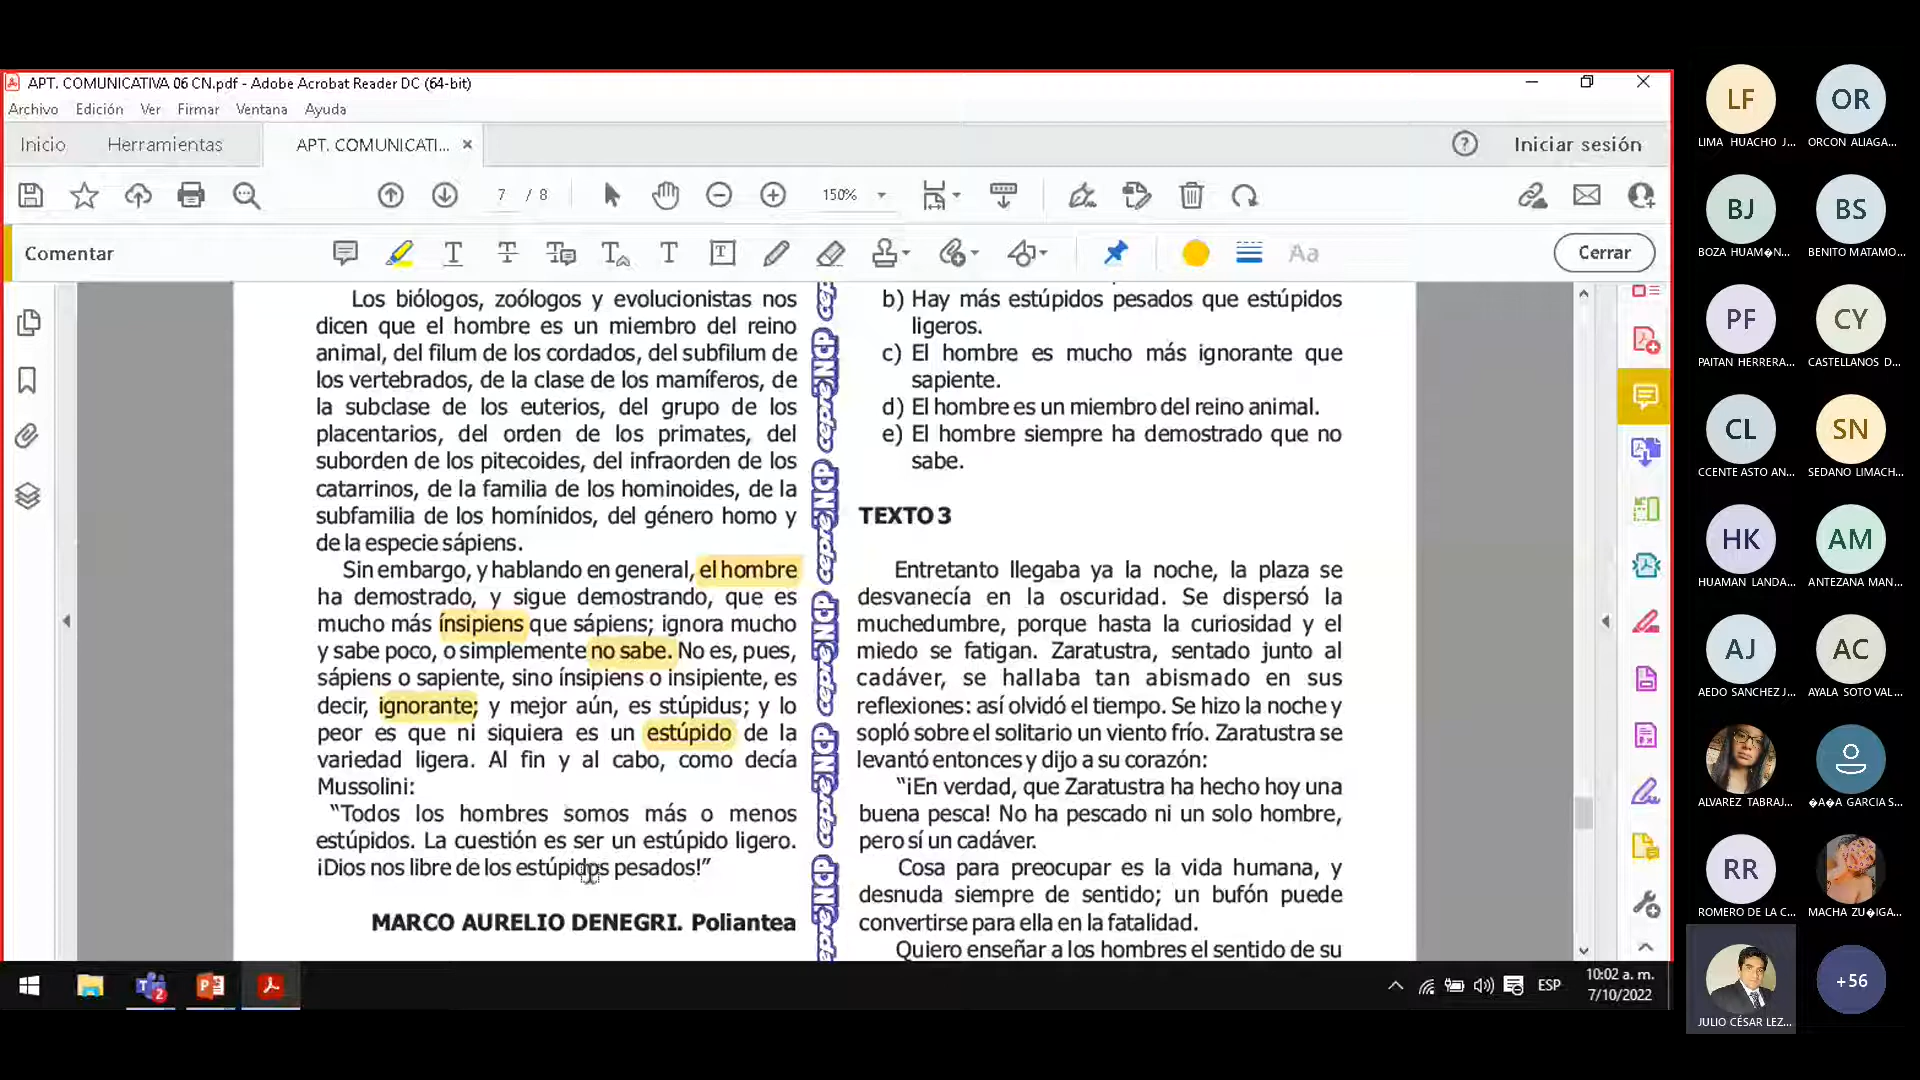 APT. COMUNICATIVA 06 CN.pdf - Adobe Acrobat Reader DC (64-bit)
Archivo Edición Ver Firmar Ventana Ayuda
Inicio Herramientas APT. COMUNICATI... Iniciar sesión
7 / 8 150%
Comentar Cerrar
Los biólogos, zoólogos y evolucionistas nos
dicen que el hombre es un miembro del reino
animal, del filum de los cordados, del subfilum de
los vertebrados, de la clase de los mamíferos, de
la subclase de los euterios, del grupo de los
placentarios, del orden de los primates, del
suborden de los pitecoides, del infraorden de los
catarrinos, de la familia de los hominoides, de la
subfamilia de los homínidos, del género homo y
de la especie sápiens.
Sin embargo, y hablando en general, el hombre
ha demostrado, y sigue demostrando, que es
mucho más ínsipiens que sápiens; ignora mucho
y sabe poco, o simplemente no sabe. No es, pues,
sápiens o sapiente, sino ínsipiens o insipiente, es
decir, ignorante; y mejor aún, es stúpidus; y lo
peor es que ni siquiera es un estúpido de la
variedad ligera. Al fin y al cabo, como decía
Mussolini:
“Todos los hombres somos más o menos
estúpidos. La cuestión es ser un estúpido ligero.
¡Dios nos libre de los estúpidos pesados!”
MARCO AURELIO DENEGRI. Poliantea
cepreUNCP cepreUNCP cepreUNCP cepreUNCP cepreUNCP
b) Hay más estúpidos pesados que estúpidos
ligeros.
c) El hombre es mucho más ignorante que
sapiente.
d) El hombre es un miembro del reino animal.
e) El hombre siempre ha demostrado que no
sabe.
TEXTO 3
Entretanto llegaba ya la noche, la plaza se
desvanecía en la oscuridad. Se dispersó la
muchedumbre, porque hasta la curiosidad y el
miedo se fatigan. Zaratustra, sentado junto al
cadáver, se hallaba tan abismado en sus
reflexiones: así olvidó el tiempo. Se hizo la noche y
sopló sobre el solitario un viento frío. Zaratustra se
levantó entonces y dijo a su corazón:
“¡En verdad, que Zaratustra ha hecho hoy una
buena pesca! No ha pescado ni un solo hombre,
pero sí un cadáver.
Cosa para preocupar es la vida humana, y
desnuda siempre de sentido; un bufón puede
convertirse para ella en la fatalidad.
Quiero enseñar a los hombres el sentido de su
ESP
10:02 a. m.
7/10/2022
LF OR
LIMA HUACHO J... ORCON ALIAGA...
BJ BS
BOZA HUAM�N... BENITO MATAMO...
PF CY
PAITAN HERRERA... CASTELLANOS D...
CL SN
CCENTE ASTO AN... SEDANO LIMACH...
HK AM
HUAMAN LANDA... ANTEZANA MAN...
AJ AC
AEDO SANCHEZ J... AYALA SOTO VAL...
ALVAREZ TABRAJ... �A�A GARCIA S...
RR
ROMERO DE LA C... MACHA ZU�IGA...
+56
JULIO CÉSAR LEZ...